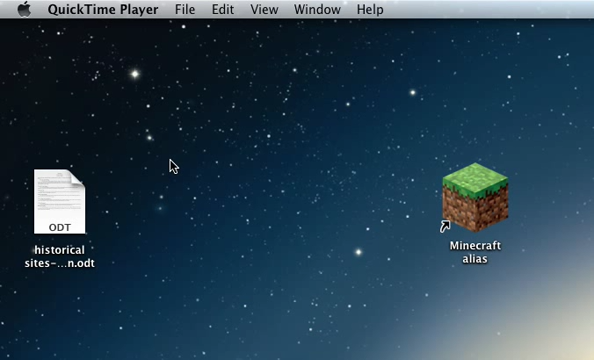 QuickTime Player File Edit View Window Help
ODT
historical
sites-...n.odt
Minecraft
alias